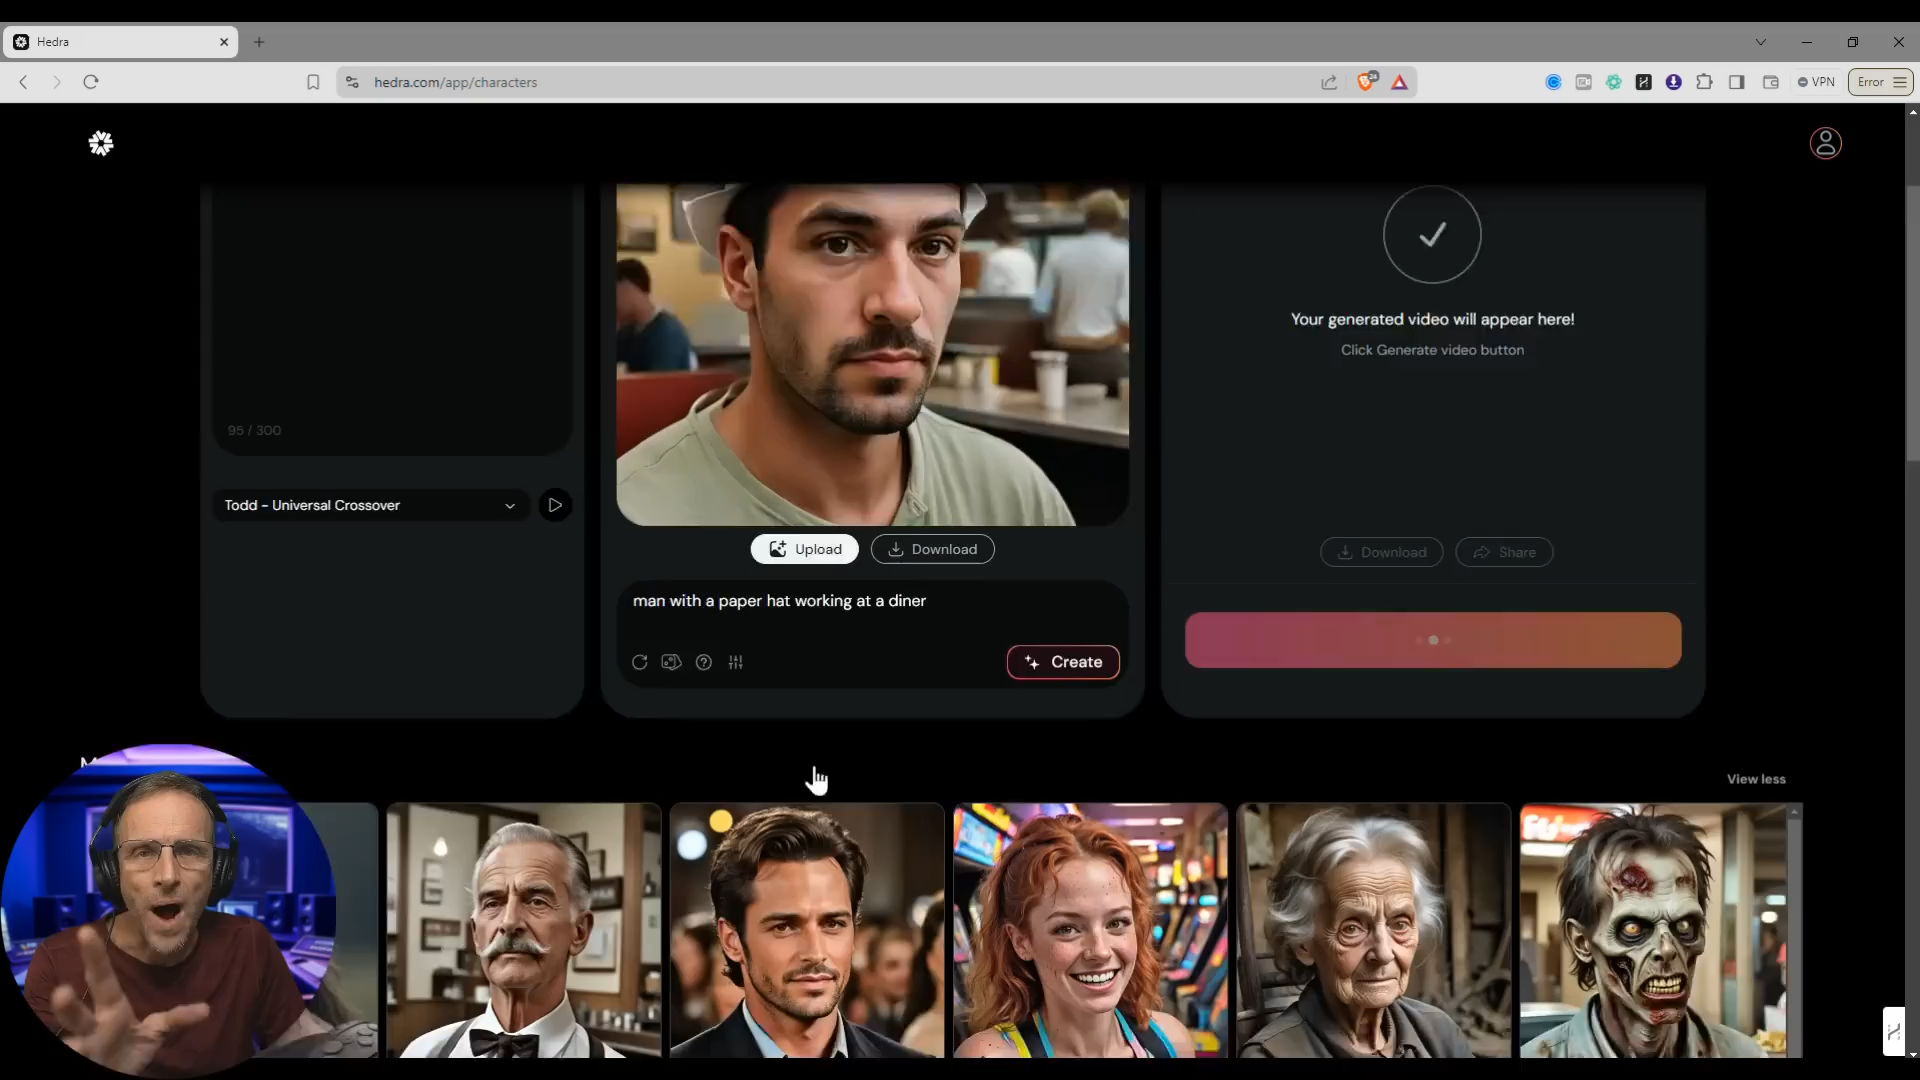 Hedra
hedra.com/app/characters
24
VPN
Error
Your generated video will appear here!
Click Generate video button
95 / 300
Todd - Universal Crossover
Upload
Download
Download
Share
man with a paper hat working at a diner
Create
View less